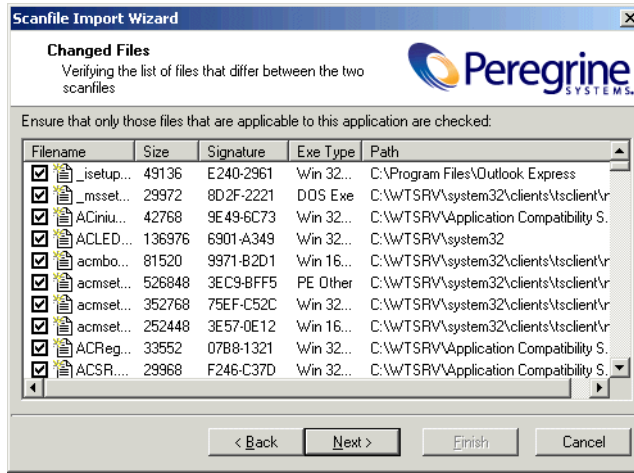 Scanfile Import Wizard
Changed Files
Verifying the list of files that differ between the two
scanfiles
Peregrine
SYSTEMS
Ensure that only those files that are applicable to this application are checked:
Filename Size Signature Exe Type Path
_isetup... 49136 E240-2961 Win 32... C:\Program Files\Outlook Express
_msset... 29972 8D2F-2221 DOS Exe C:\WTSRV\system32\clients\tsclient\r
ACiniu... 42768 9E49-6C73 Win 32... C:\WTSRV\Application Compatibility S.
ACLED... 136976 6901-A349 Win 32... C:\WTSRV\system32
acmbo... 81520 9971-B2D1 Win 16... C:\WTSRV\system32\clients\tsclient\r
acmset... 526848 3EC9-BFF5 PE Other C:\WTSRV\system32\clients\tsclient\r
acmset... 352768 75EF-C52C Win 32... C:\WTSRV\system32\clients\tsclient\r
acmset... 252448 3E57-0E12 Win 16... C:\WTSRV\system32\clients\tsclient\r
ACReg... 33552 07B8-1321 Win 32... C:\WTSRV\Application Compatibility S.
ACSR.... 29968 F246-C37D Win 32... C:\WTSRV\Application Compatibility S.
< Back Next > Finish Cancel